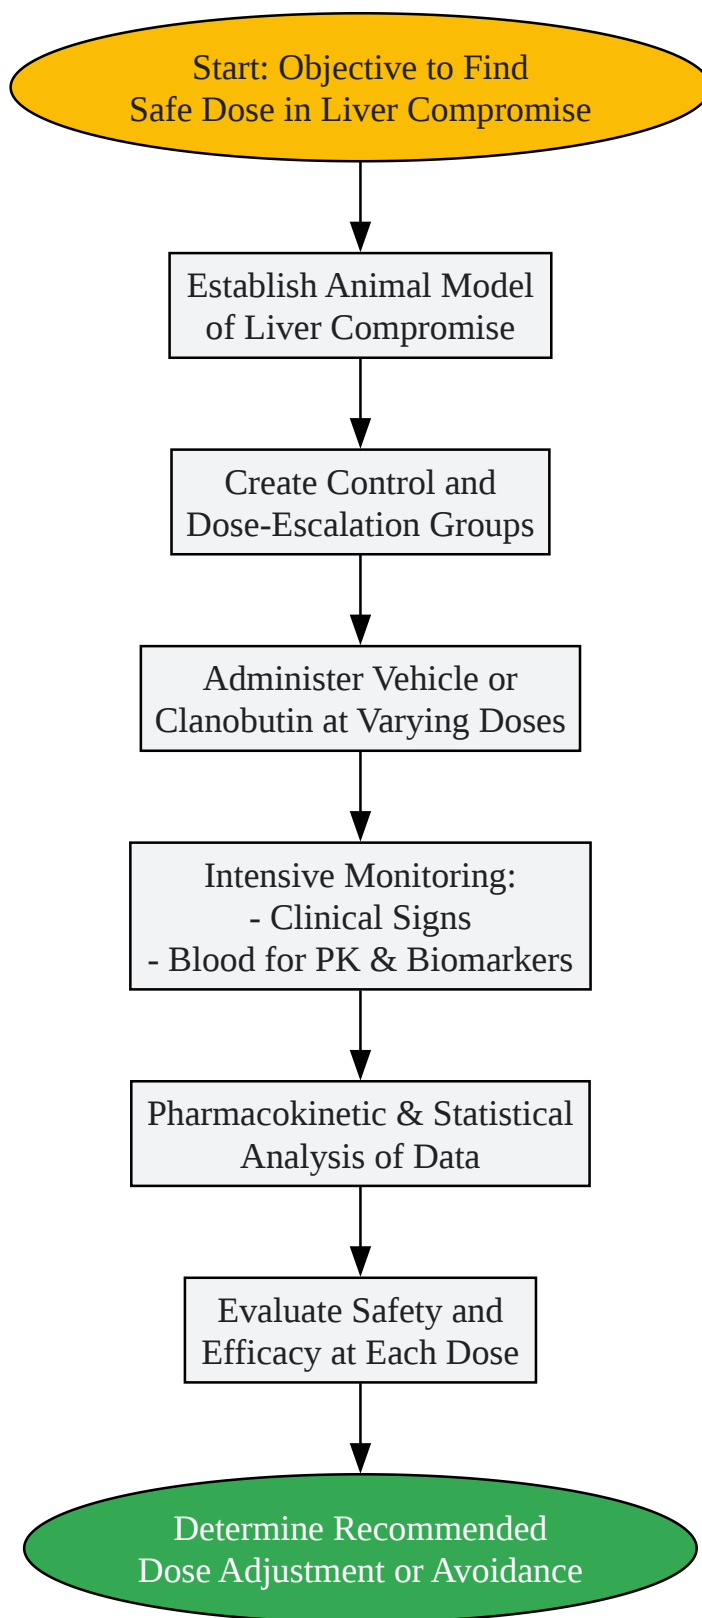 Start: Objective to Find
Safe Dose in Liver Compromise
Establish Animal Model
of Liver Compromise
Create Control and
Dose-Escalation Groups
Administer Vehicle or
Clanobutin at Varying Doses
Intensive Monitoring:
- Clinical Signs
- Blood for PK & Biomarkers
Pharmacokinetic & Statistical
Analysis of Data
Evaluate Safety and
Efficacy at Each Dose
Determine Recommended
Dose Adjustment or Avoidance